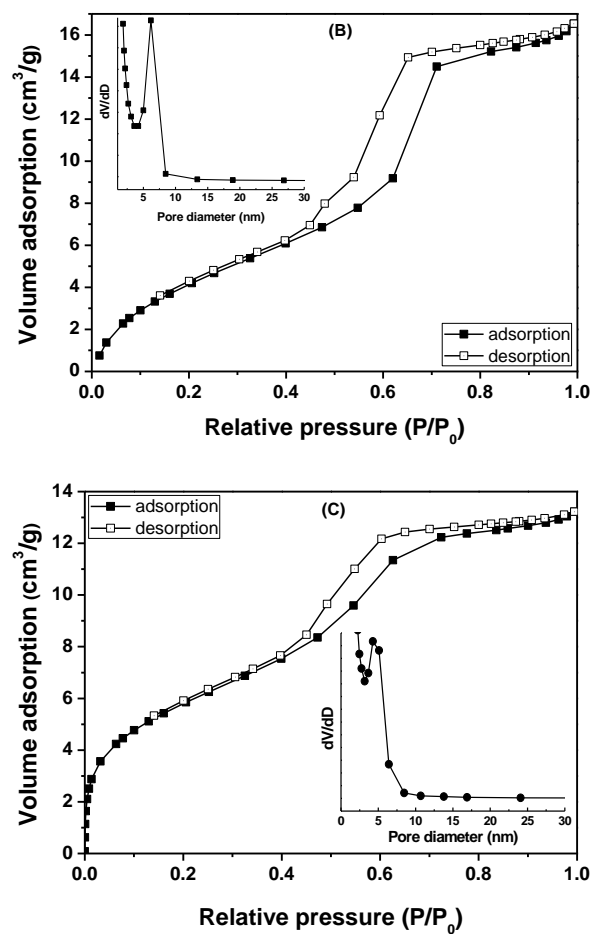 (B)
Volume adsorption (cm³/g)
16
14
12
10
8
6
4
2
0
0.0 0.2 0.4 0.6 0.8 1.0
Relative pressure (P/P₀)
adsorption
desorption
dV/dD
5 10 15 20 25 30
Pore diameter (nm)
(C)
Volume adsorption (cm³/g)
14
12
10
8
6
4
2
0
0.0 0.2 0.4 0.6 0.8 1.0
Relative pressure (P/P₀)
adsorption
desorption
dV/dD
0 5 10 15 20 25 30
Pore diameter (nm)